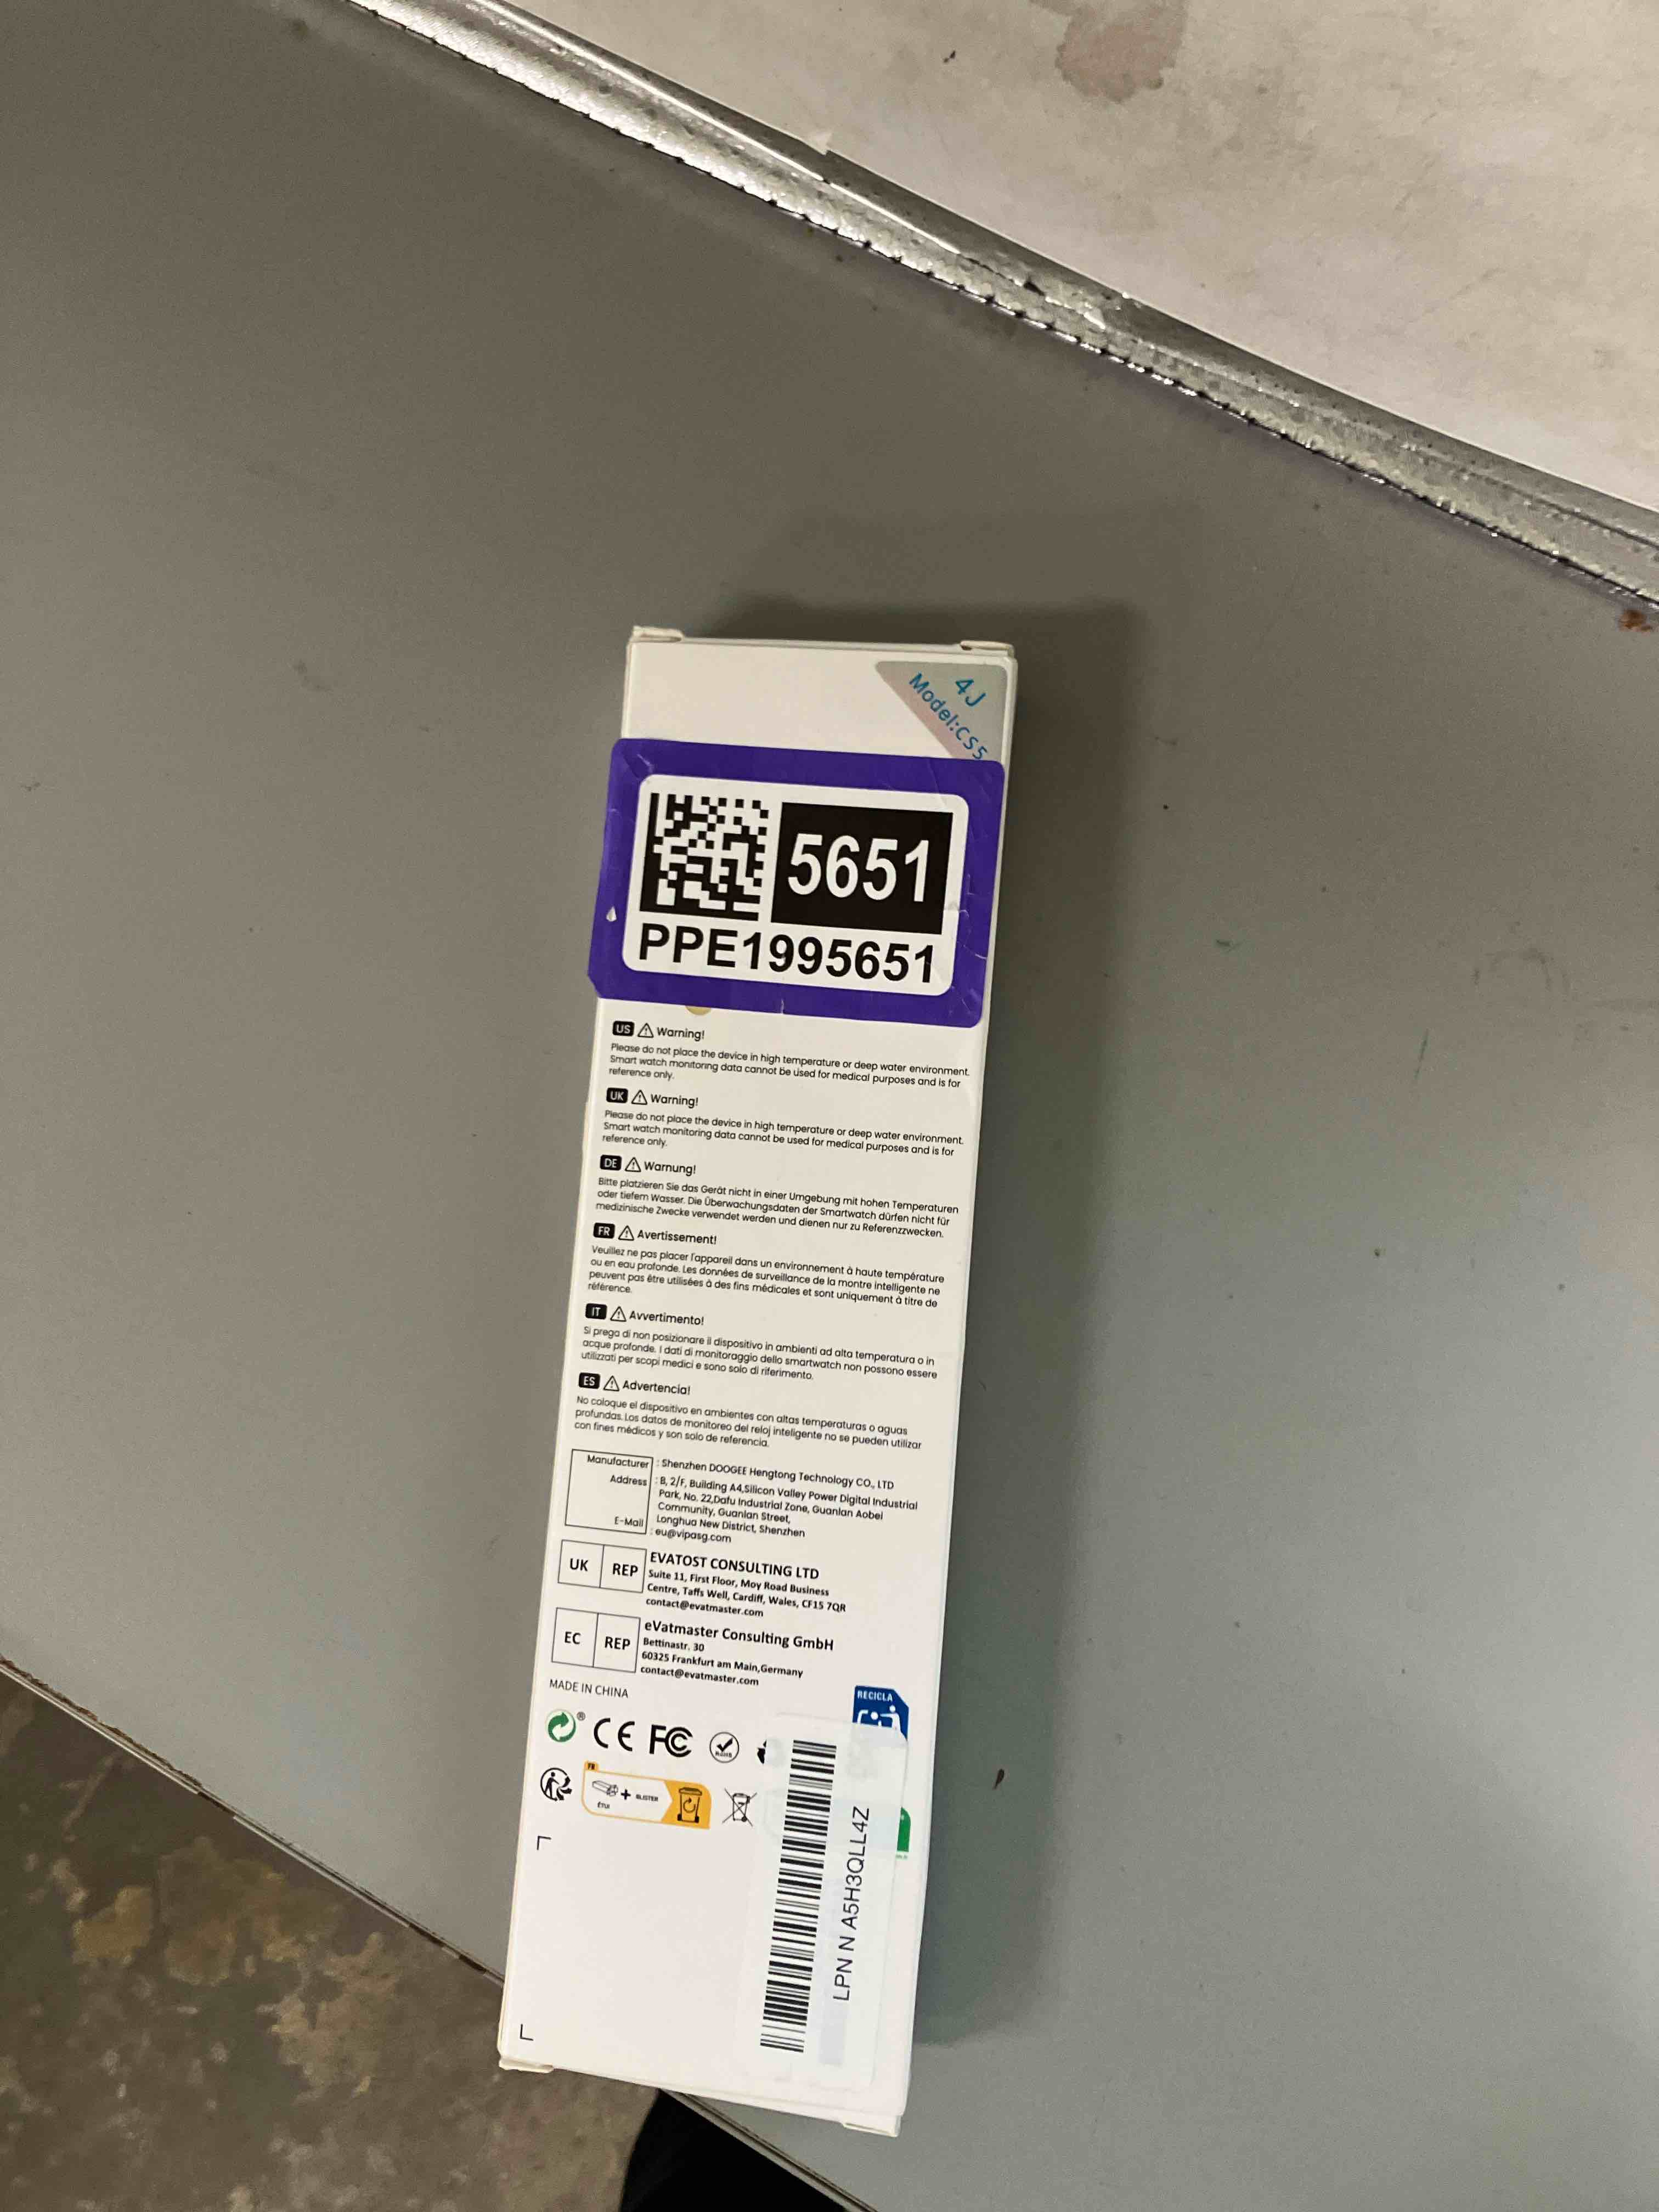 4J
Model:CS5
5651
PPE1995651
US Warning!
Please do not place the device in high temperature or deep water environment.
Smart watch monitoring data cannot be used for medical purposes and is for
reference only.
UK Warning!
Please do not place the device in high temperature or deep water environment.
Smart watch monitoring data cannot be used for medical purposes and is for
reference only.
DE Warnung!
Bitte platzieren Sie das Gerät nicht in einer Umgebung mit hohen Temperaturen
oder tiefem Wasser. Die Überwachungsdaten der Smartwatch dürfen nicht für
medizinische Zwecke verwendet werden und dienen nur zu Referenzzwecken.
FR Avertissement!
Veuillez ne pas placer l'appareil dans un environnement à haute température
ou en eau profonde. Les données de surveillance de la montre intelligente ne
peuvent pas être utilisées à des fins médicales et sont uniquement à titre de
référence.
IT Avvertimento!
Si prega di non posizionare il dispositivo in ambienti ad alta temperatura o in
acque profonde. I dati di monitoraggio dello smartwatch non possono essere
utilizzati per scopi medici e sono solo di riferimento.
ES Advertencia!
No coloque el dispositivo en ambientes con altas temperaturas o aguas
profundas. Los datos de monitoreo del reloj inteligente no se pueden utilizar
con fines médicos y son solo de referencia.
Manufacturer : Shenzhen DOOGEE Hengtong Technology CO., LTD
Address : B, 2/F, Building A4,Silicon Valley Power Digital Industrial
Park, No. 22,Dafu Industrial Zone, Guanlan Aobei
Community, Guanlan Street,
Longhua New District, Shenzhen
E-Mail : eu@vipasg.com
UK REP EVATOST CONSULTING LTD
Suite 11, First Floor, Moy Road Business
Centre, Taffs Well, Cardiff, Wales, CF15 7QR
contact@evatmaster.com
EC REP eVatmaster Consulting GmbH
Bettinastr. 30
60325 Frankfurt am Main,Germany
contact@evatmaster.com
MADE IN CHINA
RECICLA
® CE FC RoHS
FR
ÉTUI + BLISTER
LPN N A5H3QLL4Z